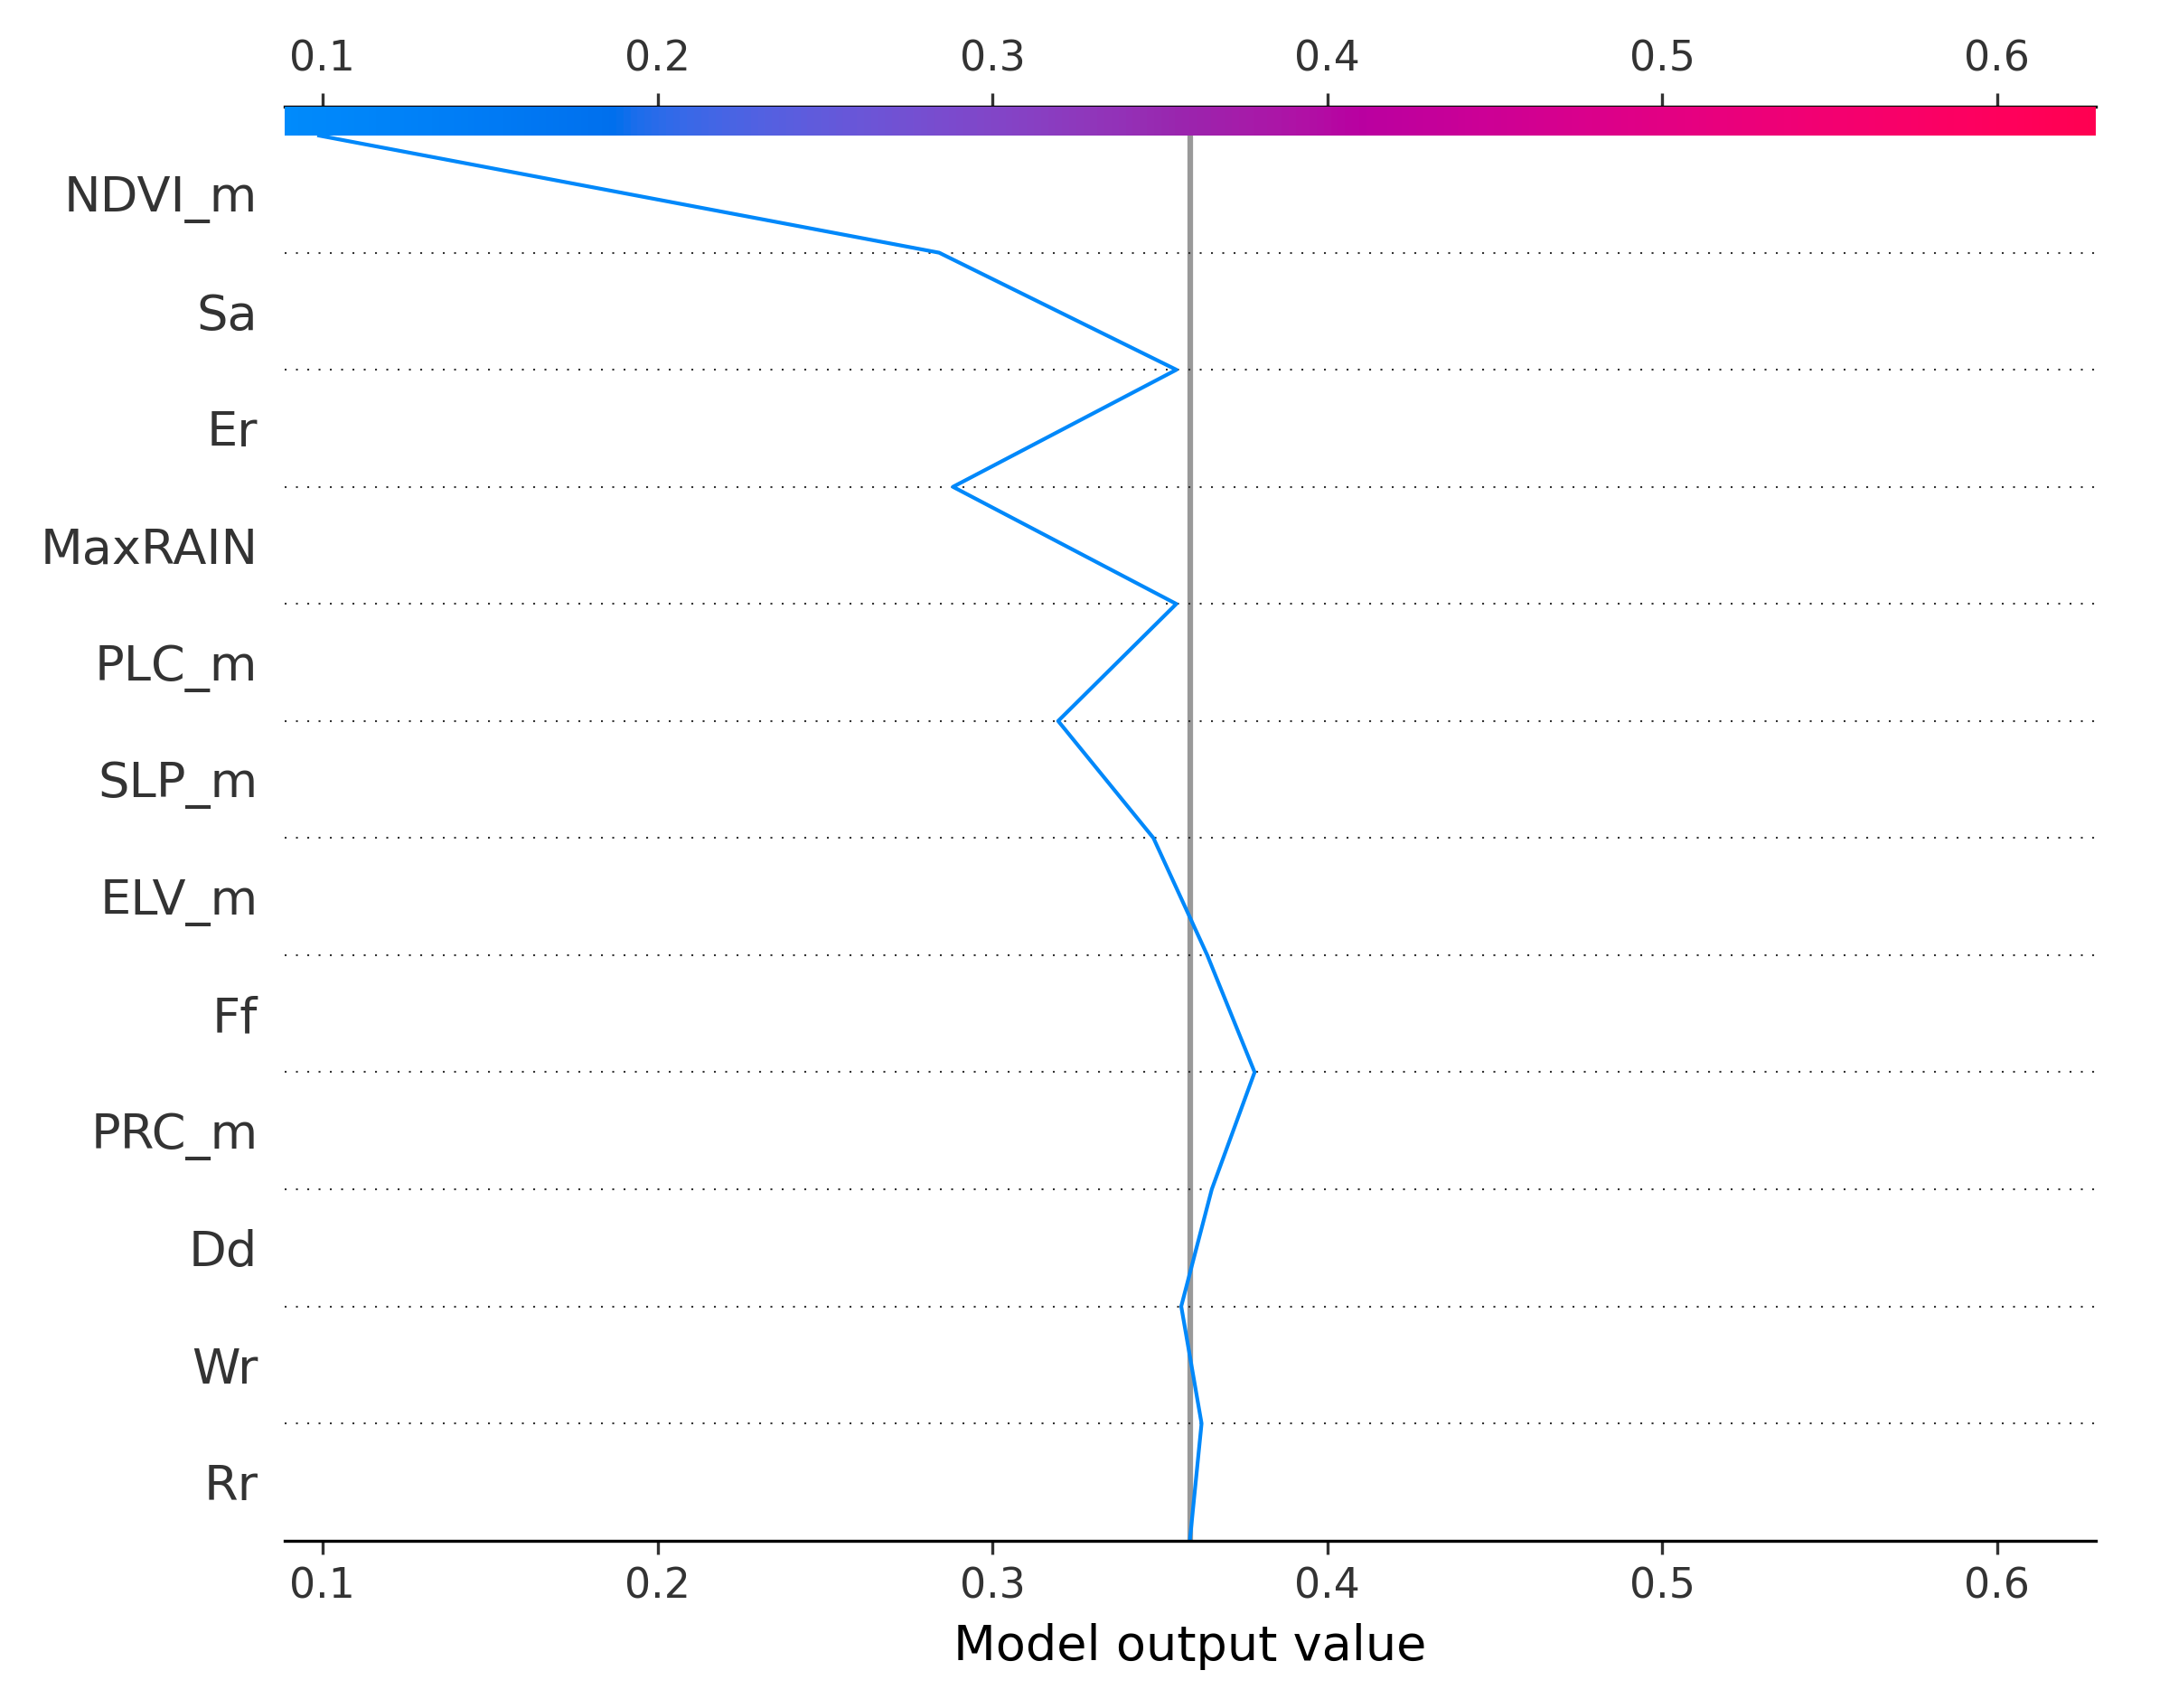 0.1 0.2 0.3 0.4 0.5 0.6
NDVI_m
Sa
Er
MaxRAIN
PLC_m
SLP_m
ELV_m
Ff
PRC_m
Dd
Wr
Rr
0.1 0.2 0.3 0.4 0.5 0.6
Model output value